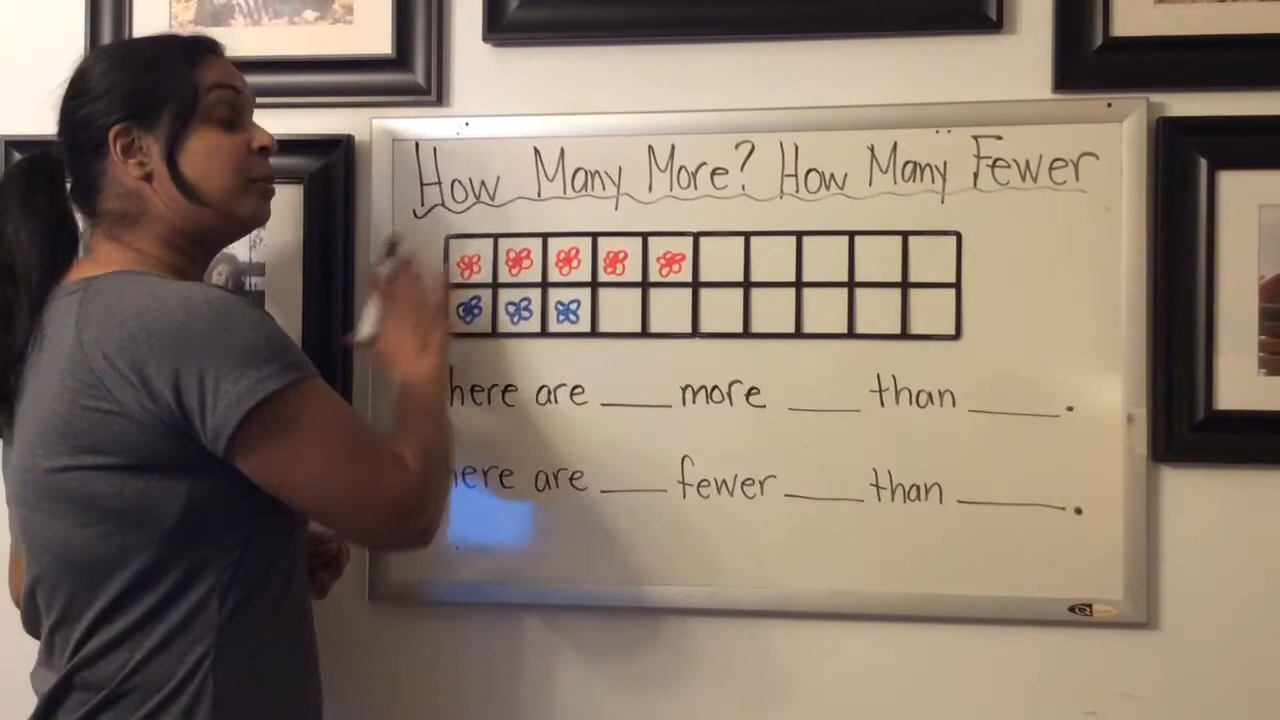 How Many More? How Many Fewer
here are ___ more ___ than ___.
here are ___ fewer ___ than ___.